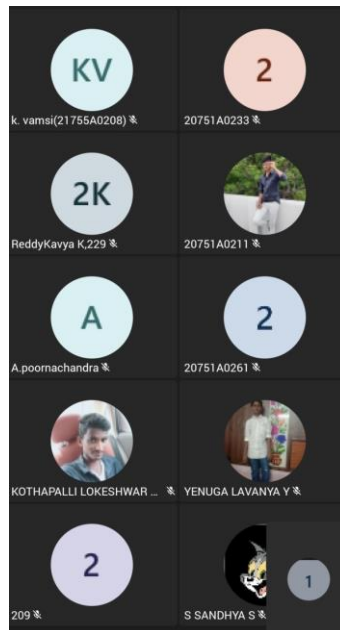 KV
2
k. vamsi(21755A0208)
20751A0233
2K
ReddyKavya K,229
20751A0211
A
2
A.poornachandra
20751A0261
KOTHAPALLI LOKESHWAR ...
YENUGA LAVANYA Y
2
1
209
S SANDHYA S